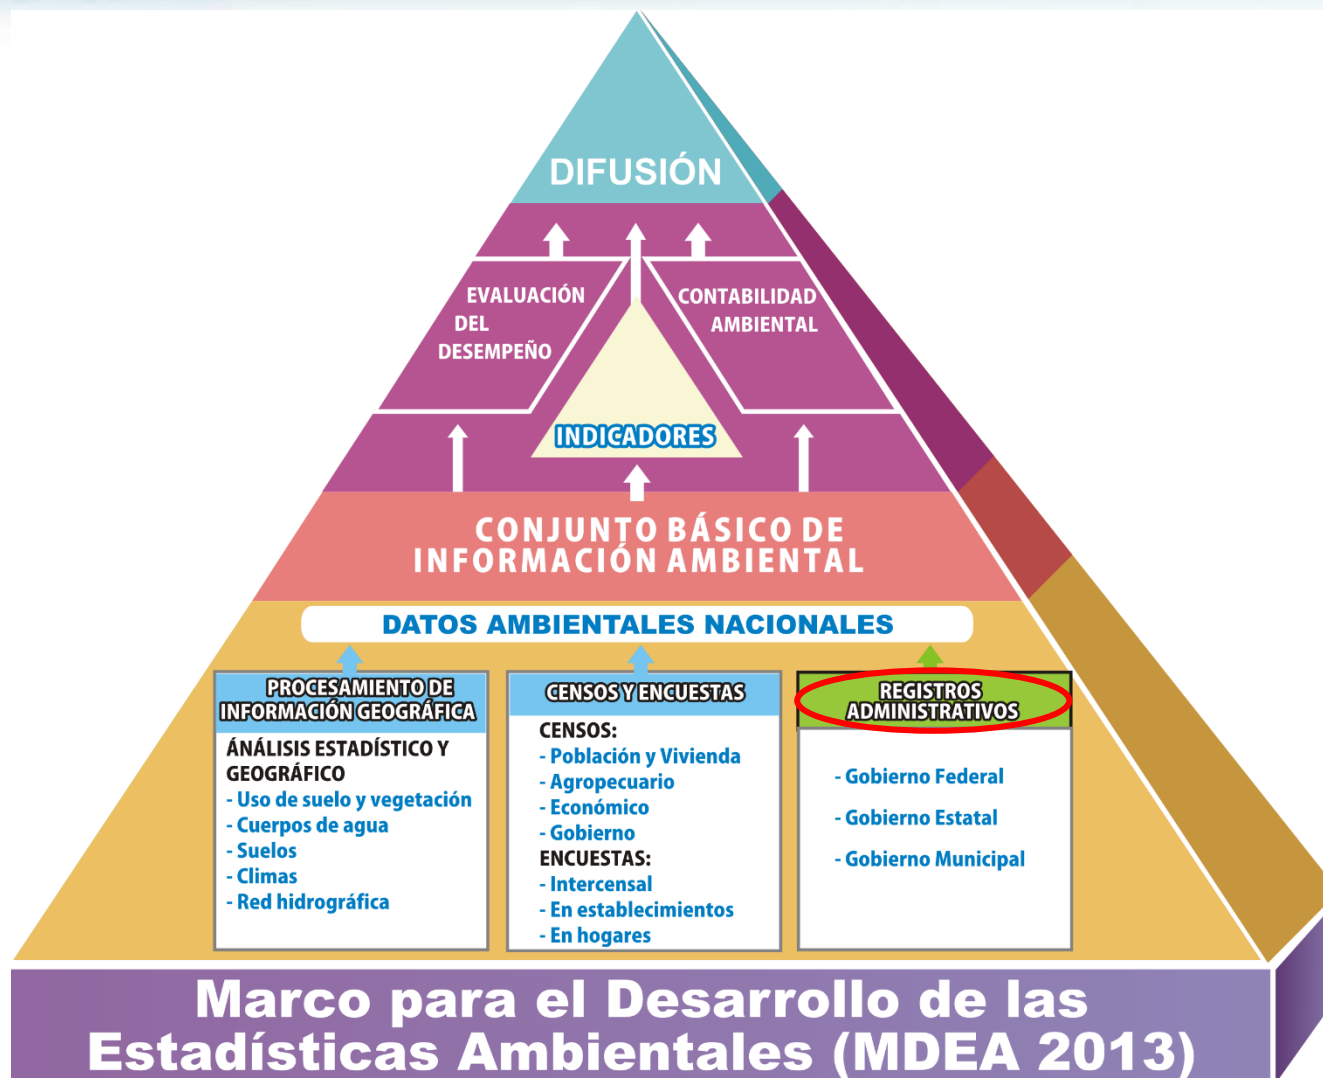 DIFUSIÓN
EVALUACIÓN
DEL
DESEMPEÑO
CONTABILIDAD
AMBIENTAL
INDICADORES
CONJUNTO BÁSICO DE
INFORMACIÓN AMBIENTAL
DATOS AMBIENTALES NACIONALES
PROCESAMIENTO DE
INFORMACIÓN GEOGRÁFICA
ÁNÁLISIS ESTADÍSTICO Y
GEOGRÁFICO
- Uso de suelo y vegetación
- Cuerpos de agua
- Suelos
- Climas
- Red hidrográfica
CENSOS Y ENCUESTAS
CENSOS:
- Población y Vivienda
- Agropecuario
- Económico
- Gobierno
ENCUESTAS:
- Intercensal
- En establecimientos
- En hogares
REGISTROS
ADMINISTRATIVOS
- Gobierno Federal
- Gobierno Estatal
- Gobierno Municipal
Marco para el Desarrollo de las
Estadísticas Ambientales (MDEA 2013)